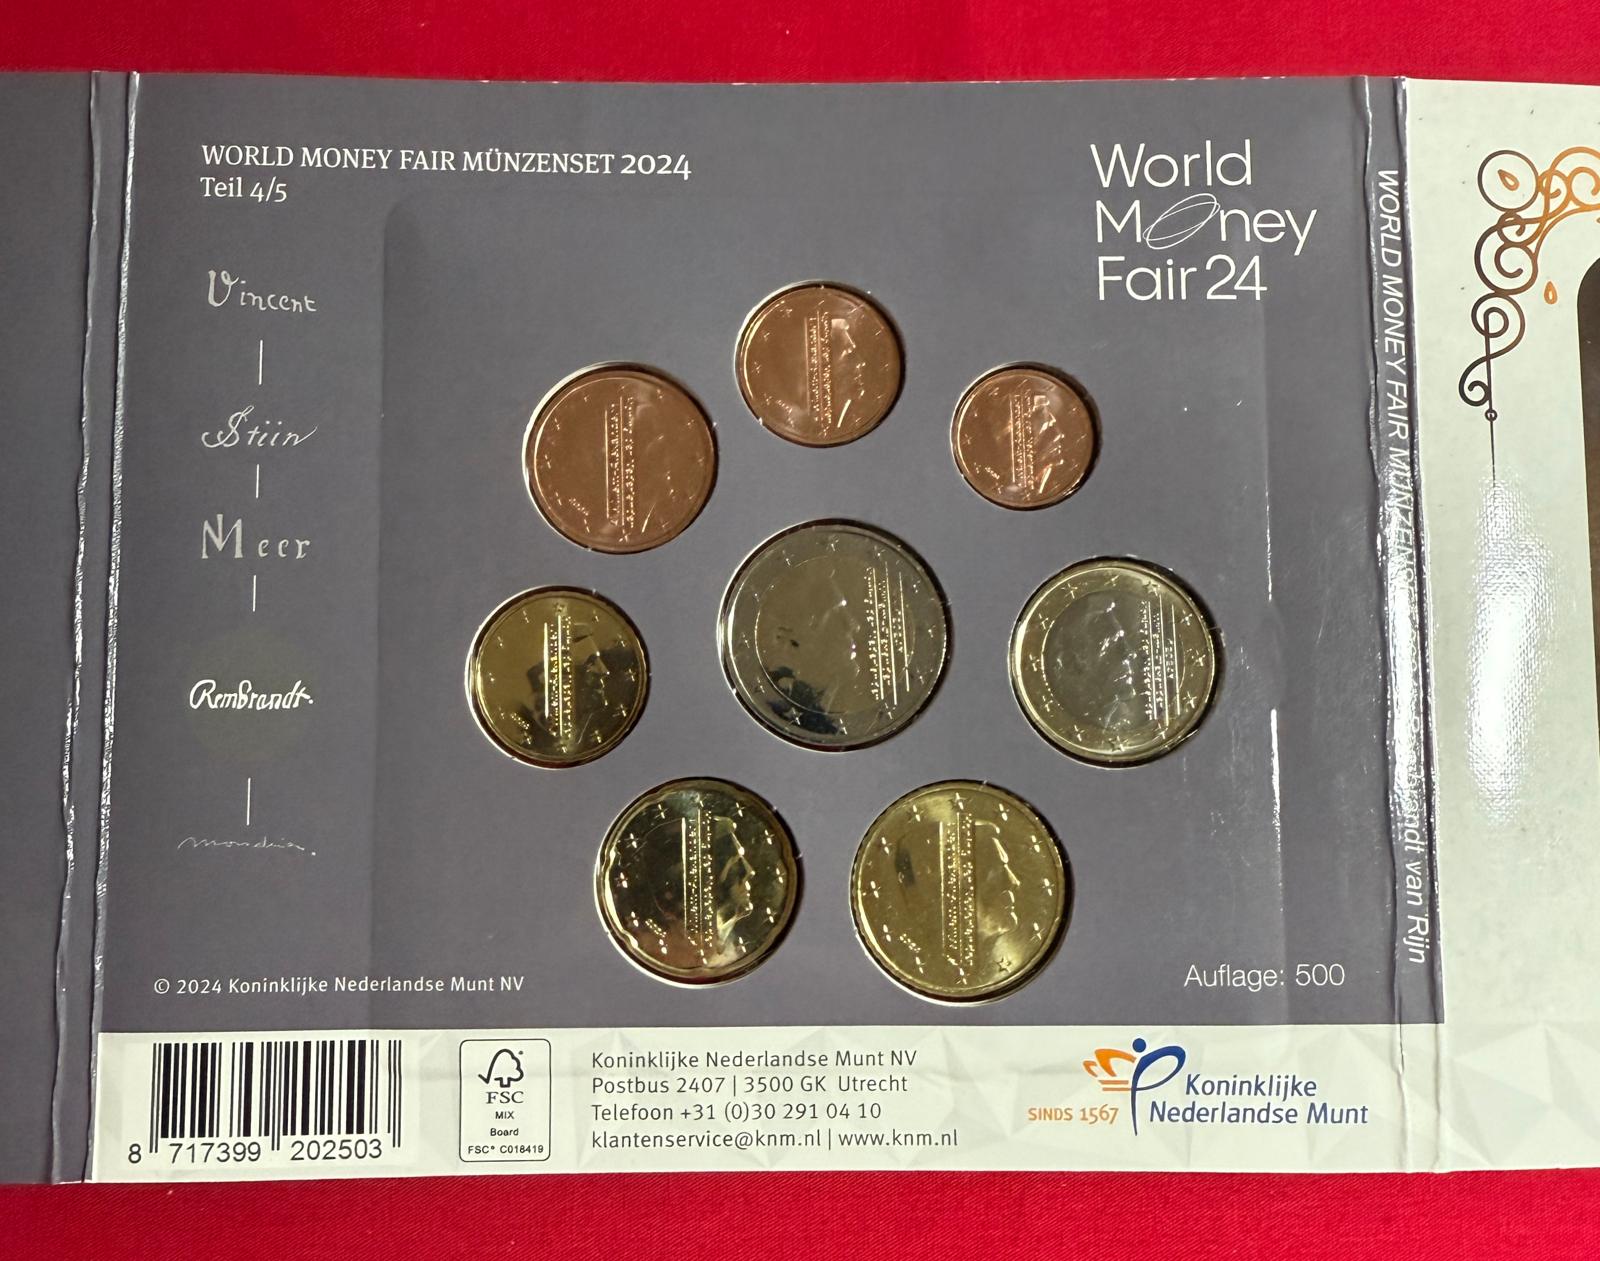 WORLD MONEY FAIR MÜNZENSET 2024
Teil 4/5
World
Money
Fair 24
Vincent
Stiin
Meer
Rembrandt.
mondrian.
© 2024 Koninklijke Nederlandse Munt NV
Auflage: 500
WORLD MONEY FAIR MÜNZENSET
van Rijn
8 717399 202503
FSC
MIX
Board
FSC® C018419
Koninklijke Nederlandse Munt NV
Postbus 2407 | 3500 GK Utrecht
Telefoon +31 (0)30 291 04 10
klantenservice@knm.nl | www.knm.nl
SINDS 1567
Koninklijke
Nederlandse Munt